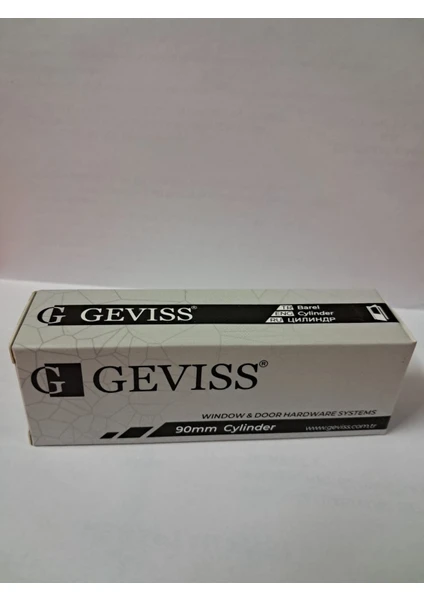 G GEVISS®
TR Barel
ENG Cylinder
RU ЦИЛИНДР
G GEVISS®
WINDOW & DOOR HARDWARE SYSTEMS
90mm Cylinder
www.geviss.com.tr